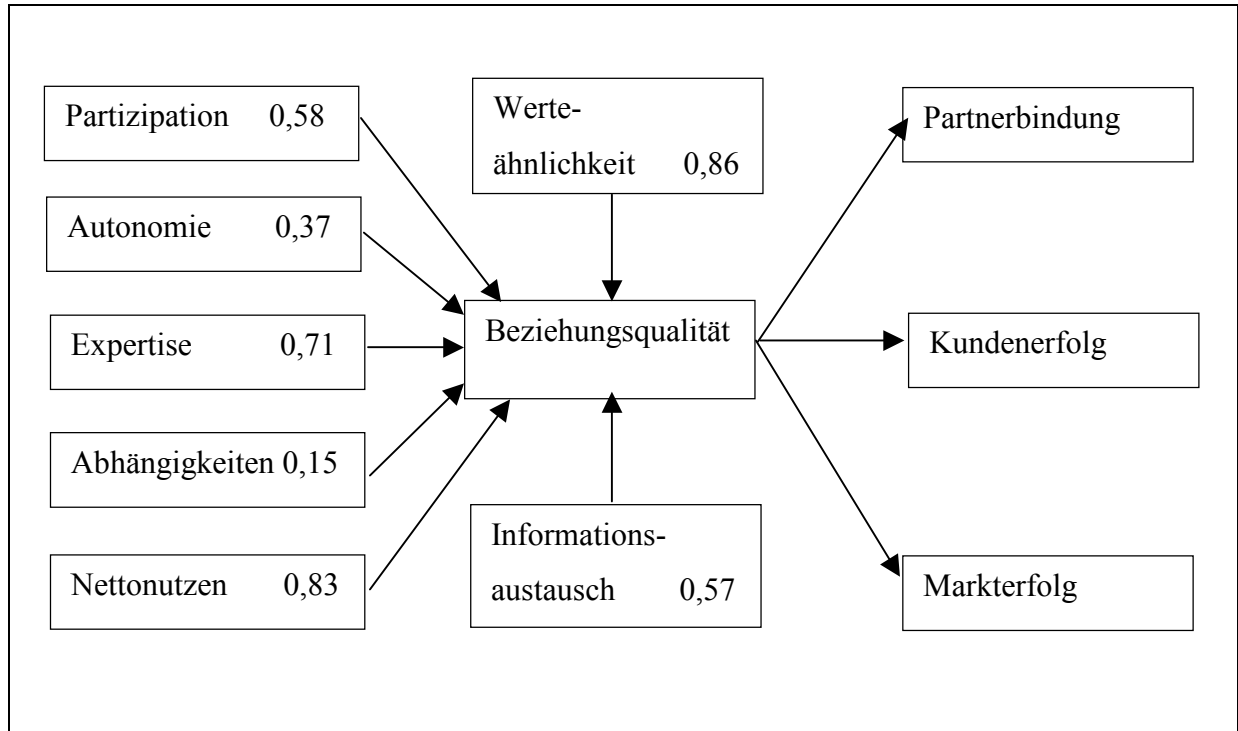 Partizipation 0,58
Autonomie 0,37
Expertise 0,71
Abhängigkeiten 0,15
Nettonutzen 0,83
Werte-
ähnlichkeit 0,86
Beziehungsqualität
Informations-
austausch 0,57
Partnerbindung
Kundenerfolg
Markterfolg